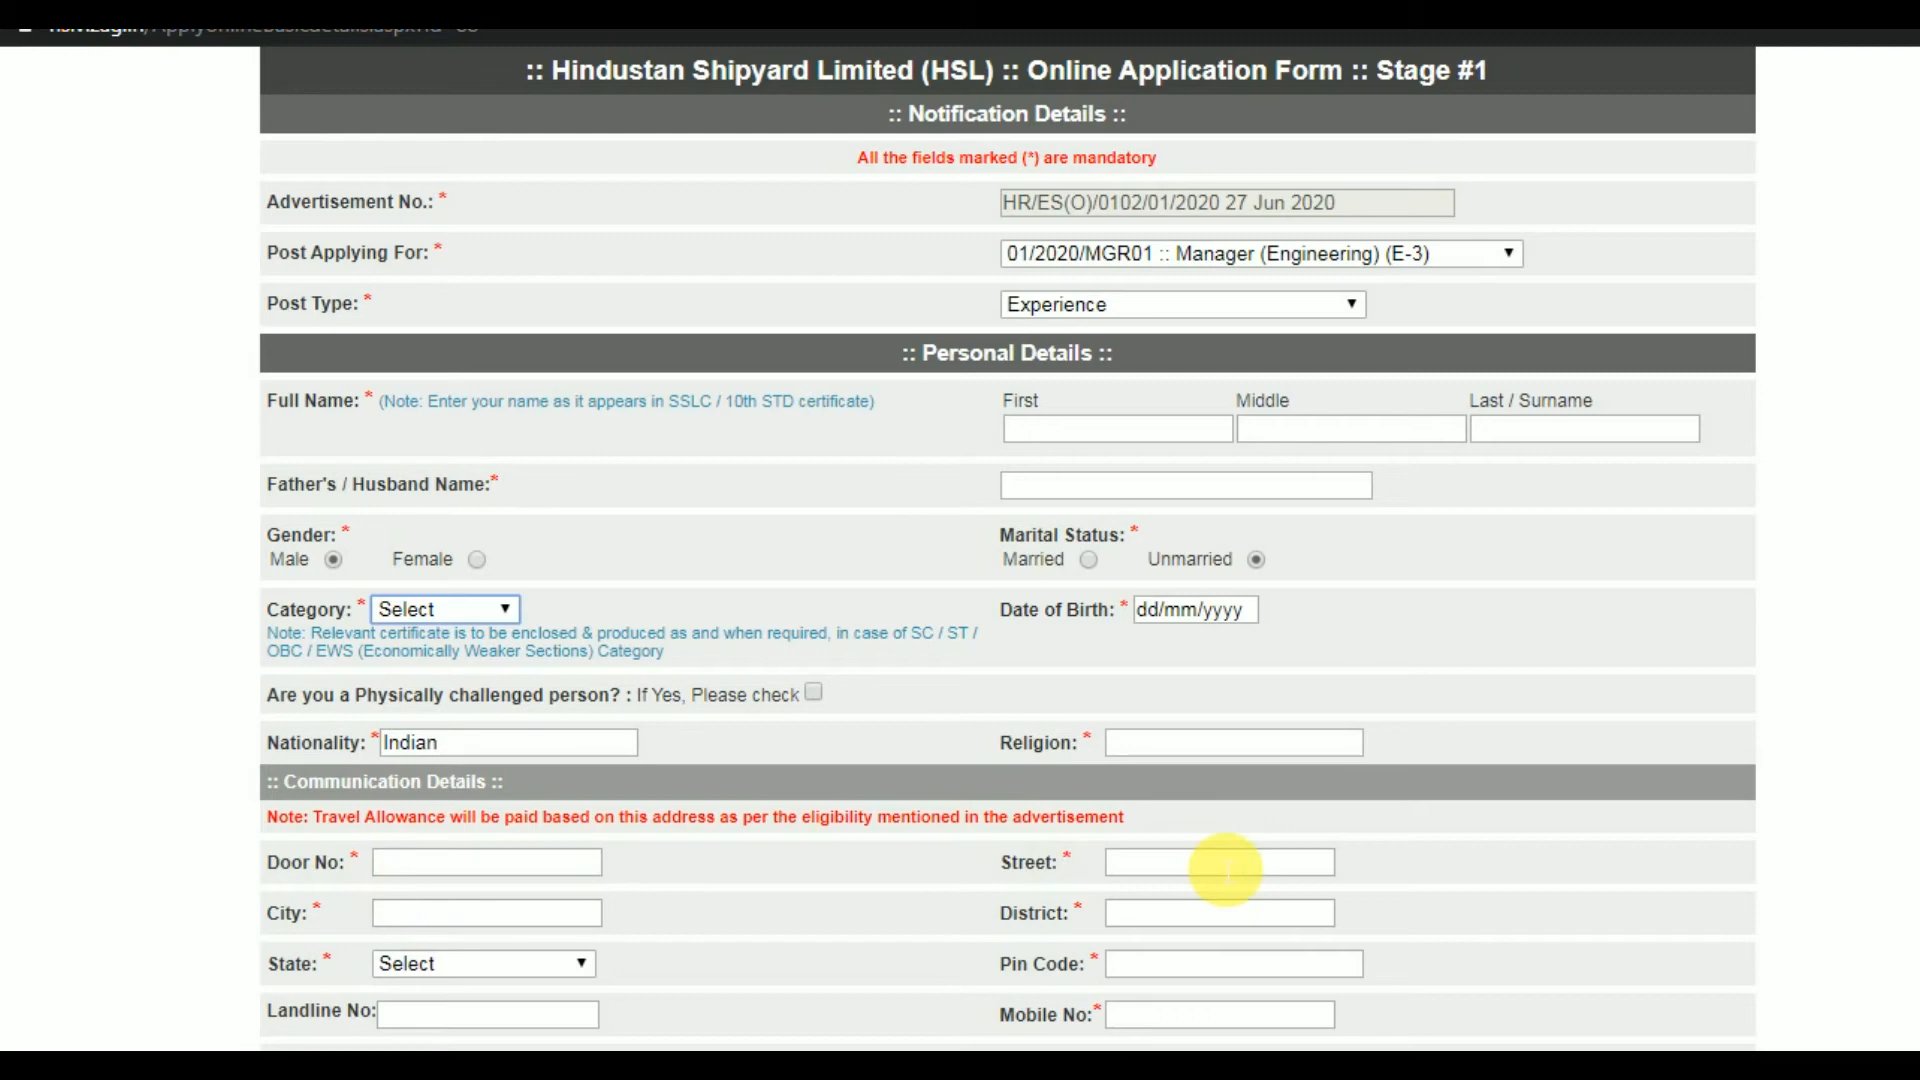 :: Hindustan Shipyard Limited (HSL) :: Online Application Form :: Stage #1
:: Notification Details ::
All the fields marked (*) are mandatory
Advertisement No.: * HR/ES(O)/0102/01/2020 27 Jun 2020
Post Applying For: * 01/2020/MGR01 :: Manager (Engineering) (E-3)
Post Type: * Experience
:: Personal Details ::
Full Name: * (Note: Enter your name as it appears in SSLC / 10th STD certificate) First Middle Last / Surname
Father's / Husband Name:*
Gender: * Marital Status: *
Male Female Married Unmarried
Category: * Select Date of Birth: * dd/mm/yyyy
Note: Relevant certificate is to be enclosed & produced as and when required, in case of SC / ST /
OBC / EWS (Economically Weaker Sections) Category
Are you a Physically challenged person? : If Yes, Please check
Nationality: * Indian Religion: *
:: Communication Details ::
Note: Travel Allowance will be paid based on this address as per the eligibility mentioned in the advertisement
Door No: * Street: *
City: * District: *
State: * Select Pin Code: *
Landline No: Mobile No:*